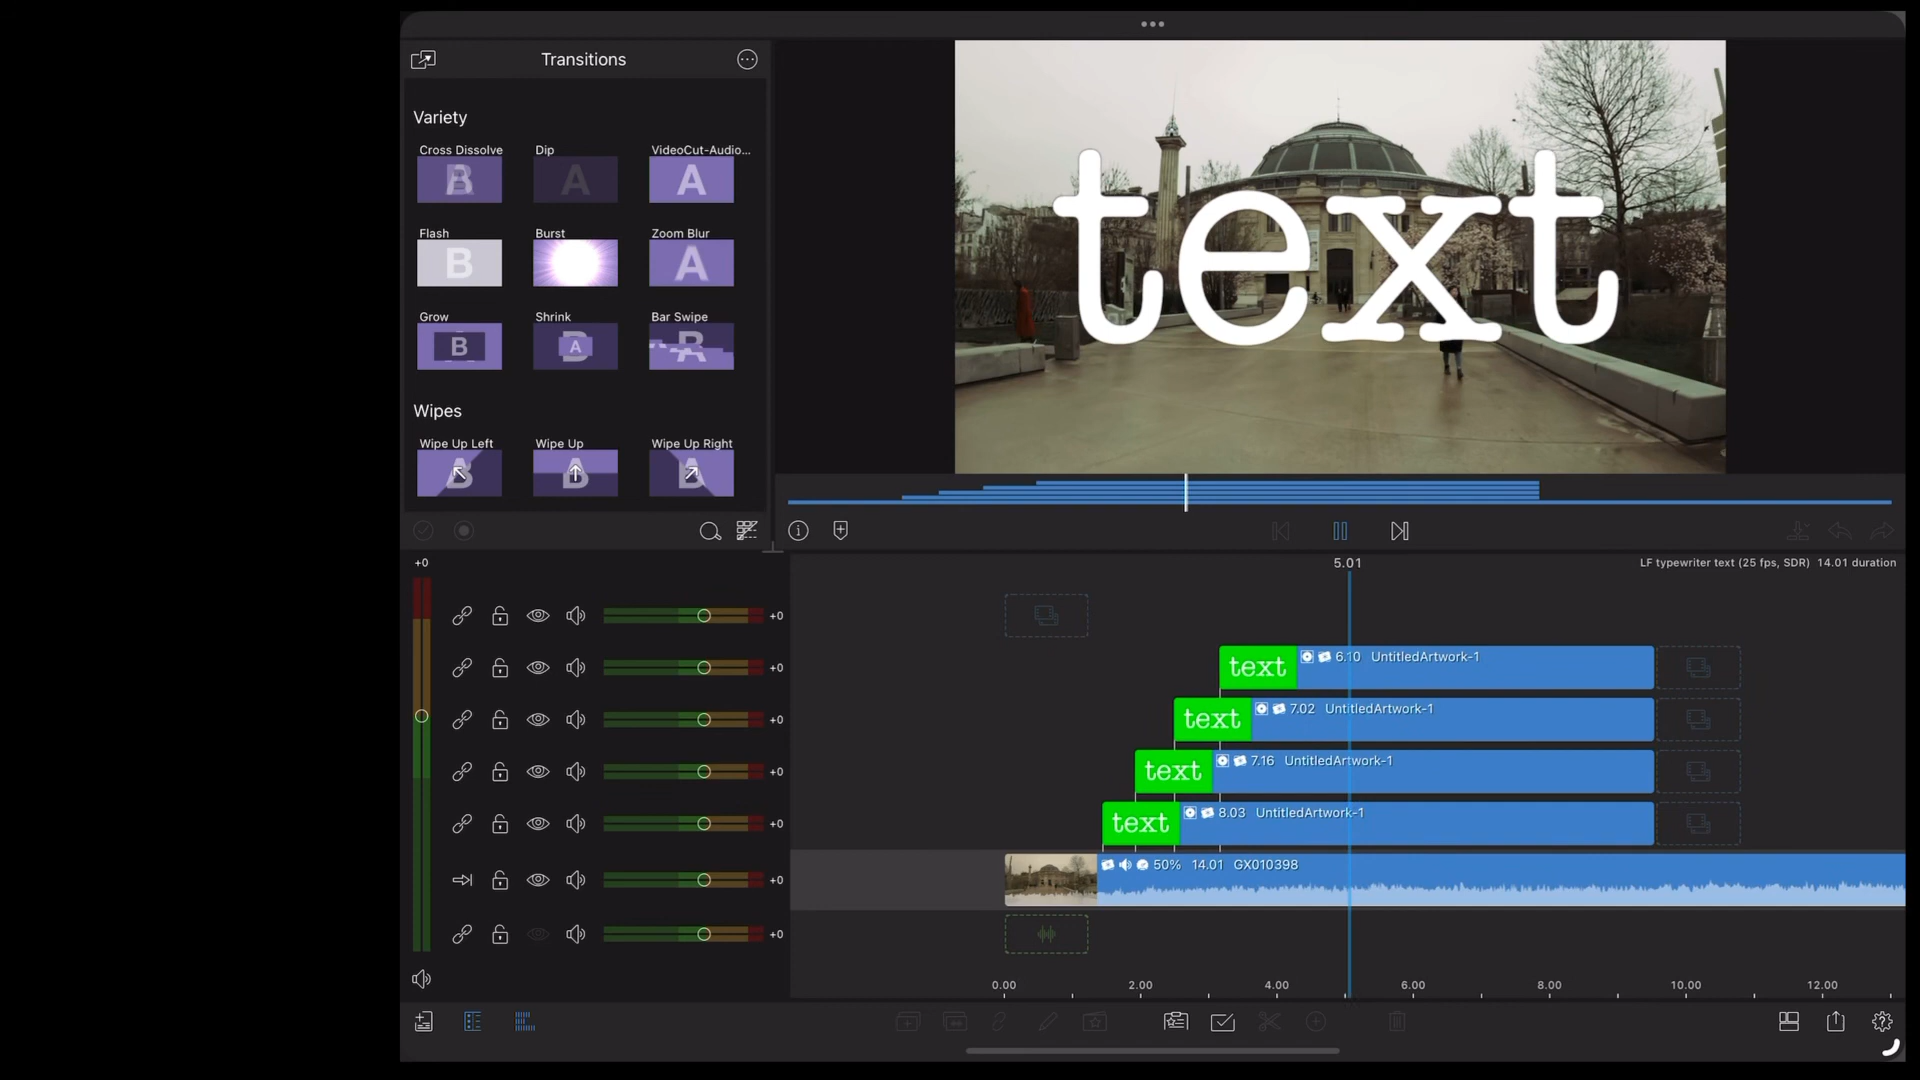 Transitions
Variety
Cross Dissolve
Dip
VideoCut-Audio...
B
A
A
Flash
Burst
Zoom Blur
B
A
Grow
Shrink
Bar Swipe
B
A
Wipes
Wipe Up Left
Wipe Up
Wipe Up Right
text
+0
5.01
LF typewriter text (25 fps, SDR) 14.01 duration
+0
+0
text 6.10 UntitledArtwork-1
+0
text 7.02 UntitledArtwork-1
+0
text 7.16 UntitledArtwork-1
+0
text 8.03 UntitledArtwork-1
+0
50% 14.01 GX010398
+0
0.00 2.00 4.00 6.00 8.00 10.00 12.00